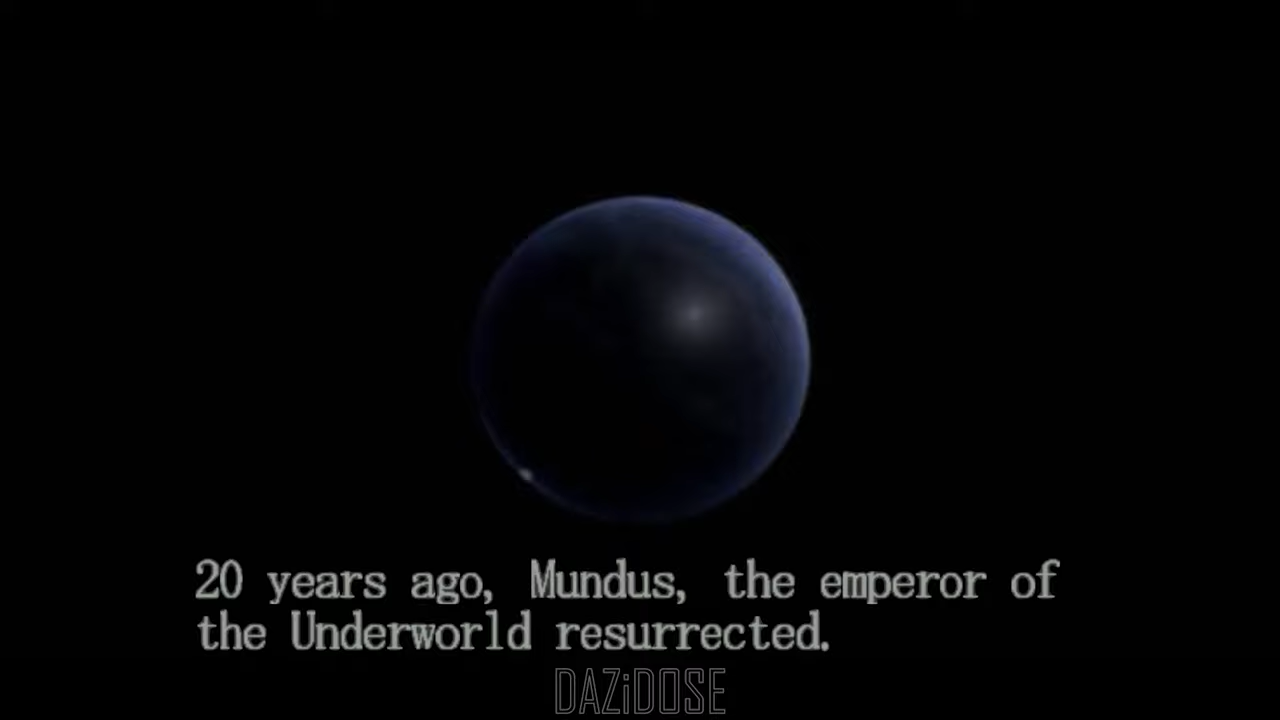 20 years ago, Mundus, the emperor of
the Underworld resurrected.
DAZiDOSE